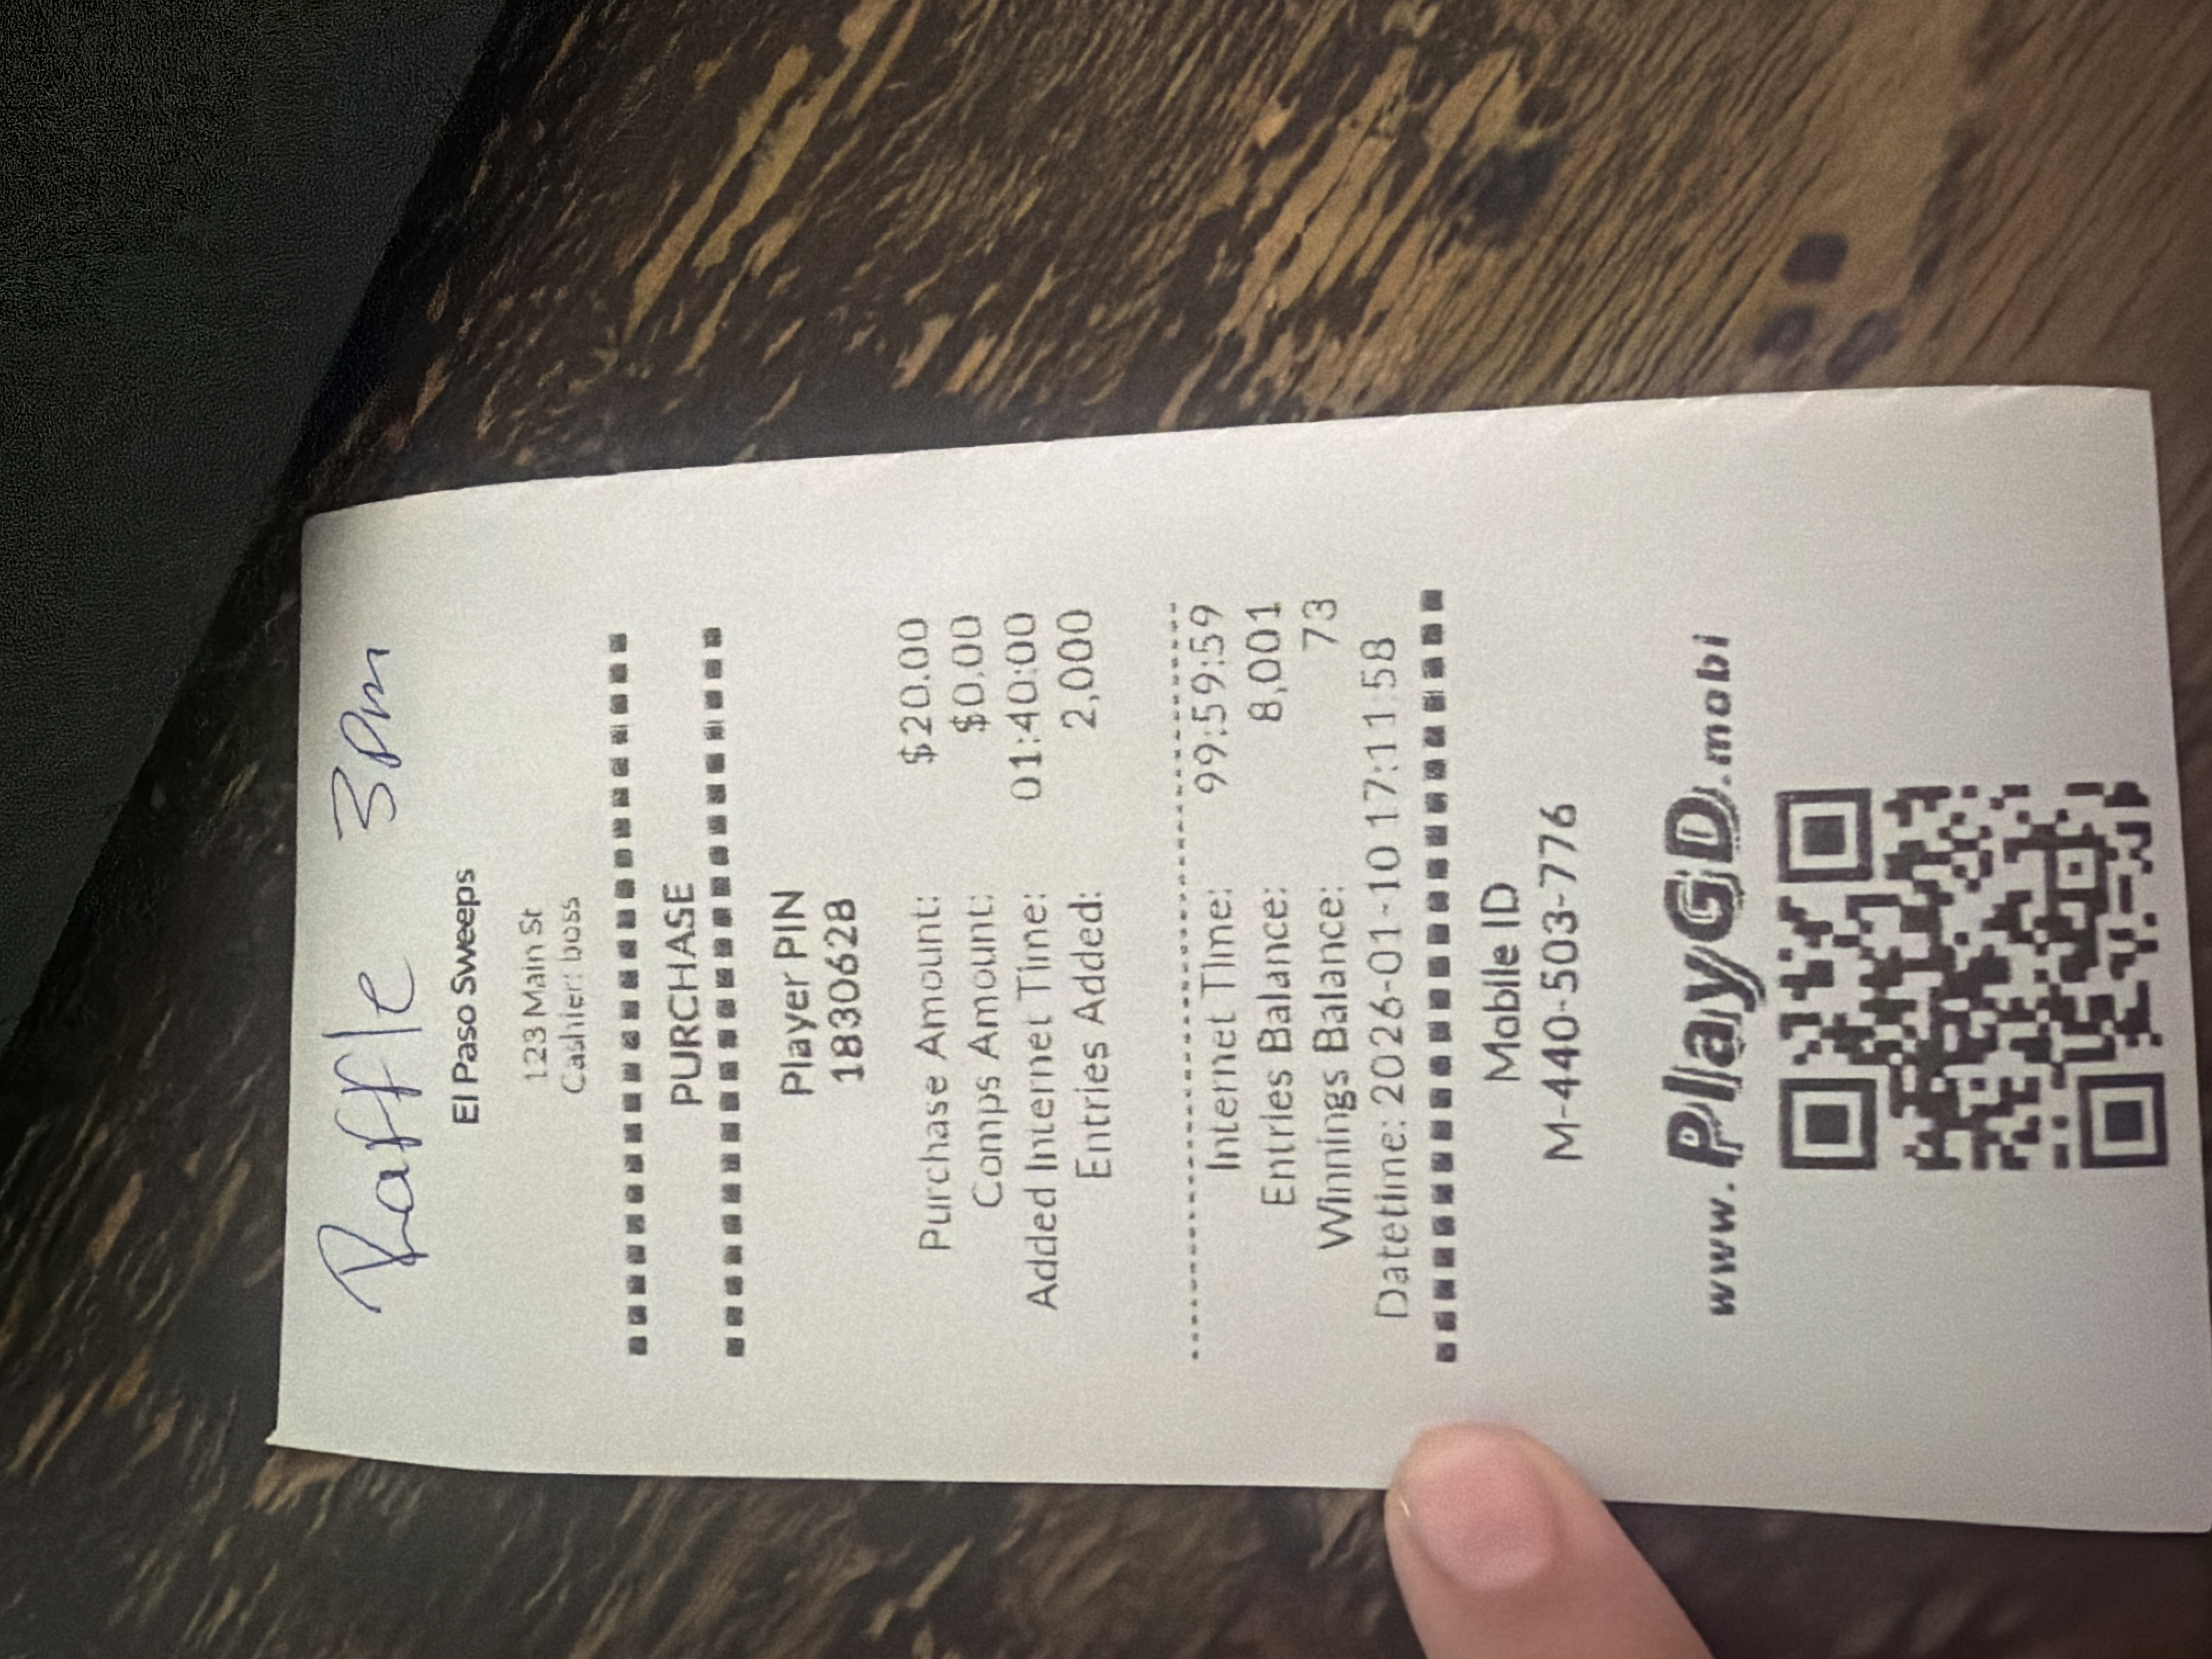 Raffle 3pm
El Paso Sweeps
123 Main St
Cashier: boss
PURCHASE
Player PIN
1830628
Purchase Amount: $20.00
Comps Amount: $0.00
Added Internet Time: 01:40:00
Entries Added: 2,000
Internet Time: 99:59:59
Entries Balance: 8,001
Winnings Balance: 73
Datetime: 2026-01-10 17:11:58
Mobile ID
M-440-503-776
www.PlayGD.mobi